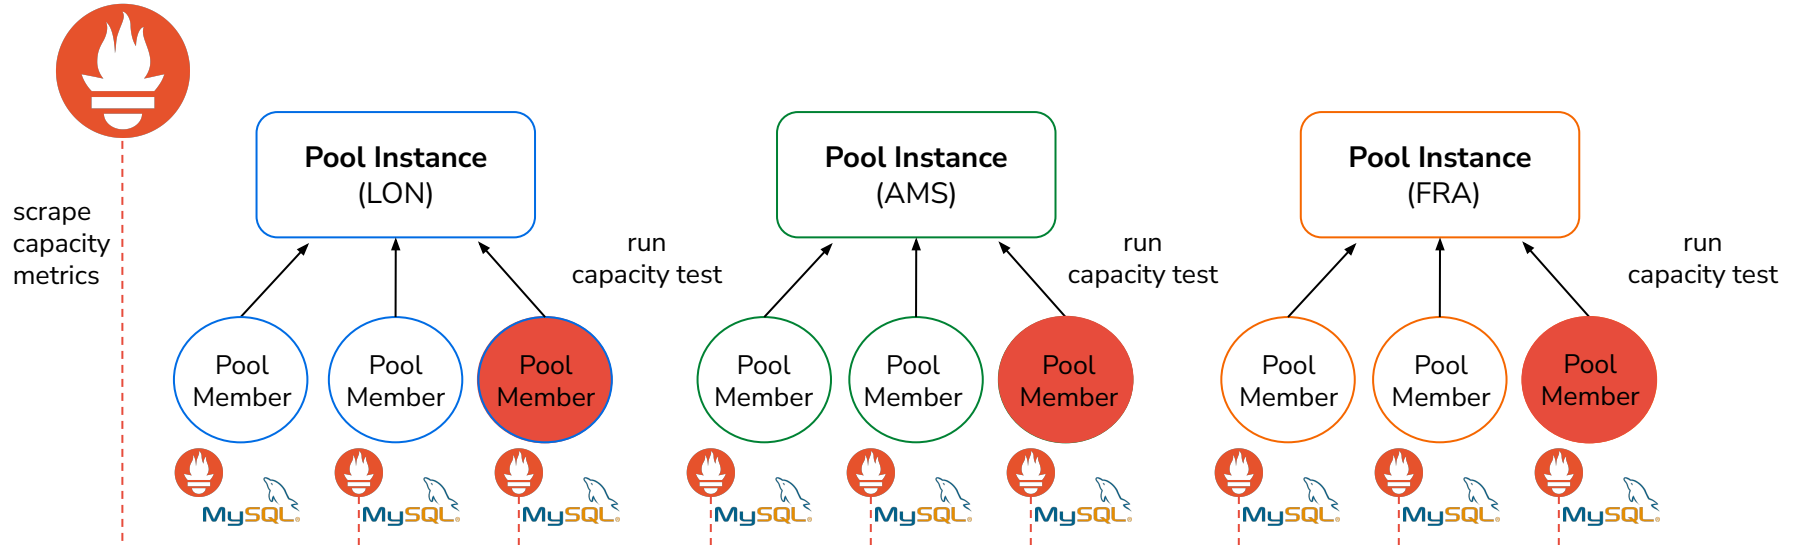 Pool Instance
(LON)
Pool Instance
(AMS)
Pool Instance
(FRA)
scrape
capacity
metrics
run
capacity test
run
capacity test
run
capacity test
Pool
Member
Pool
Member
Pool
Member
Pool
Member
Pool
Member
Pool
Member
Pool
Member
Pool
Member
Pool
Member
MySQL®
MySQL®
MySQL®
MySQL®
MySQL®
MySQL®
MySQL®
MySQL®
MySQL®